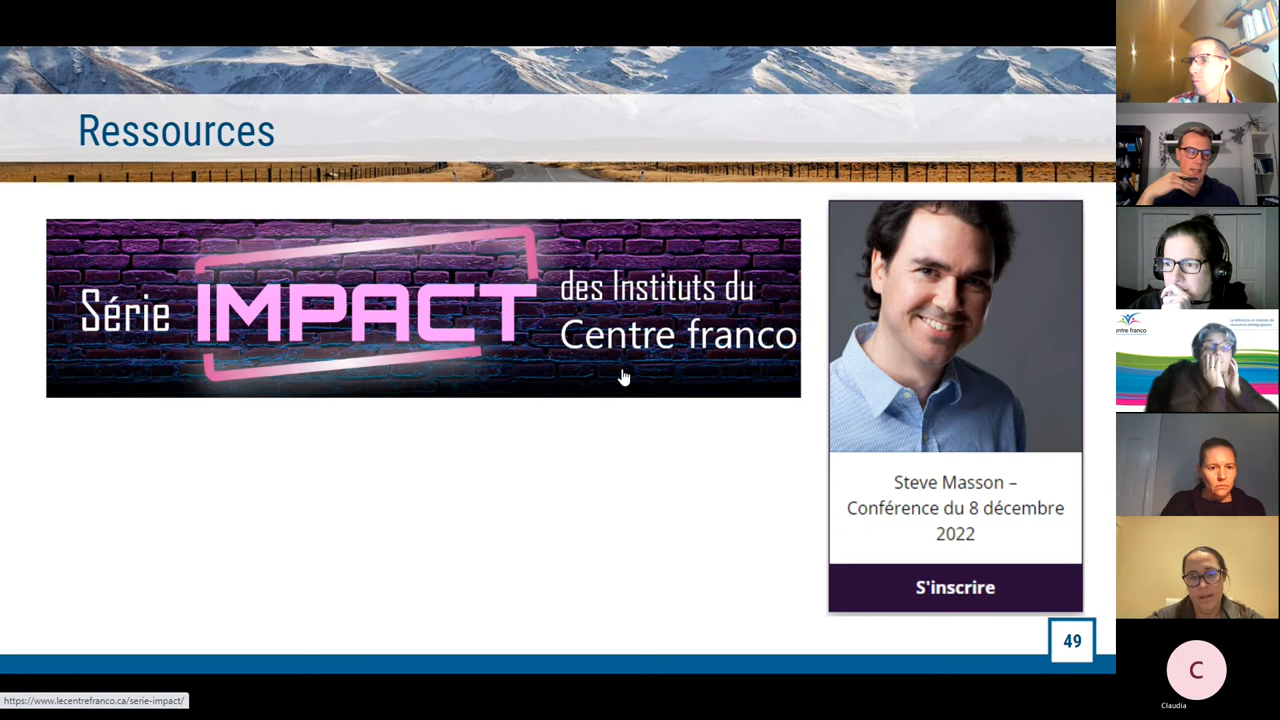 Ressources
Série IMPACT des Instituts du
Centre franco
Steve Masson –
Conférence du 8 décembre
2022
S'inscrire
49
https://www.lecentrefranco.ca/serie-impact/
entre franco
C
Claudia